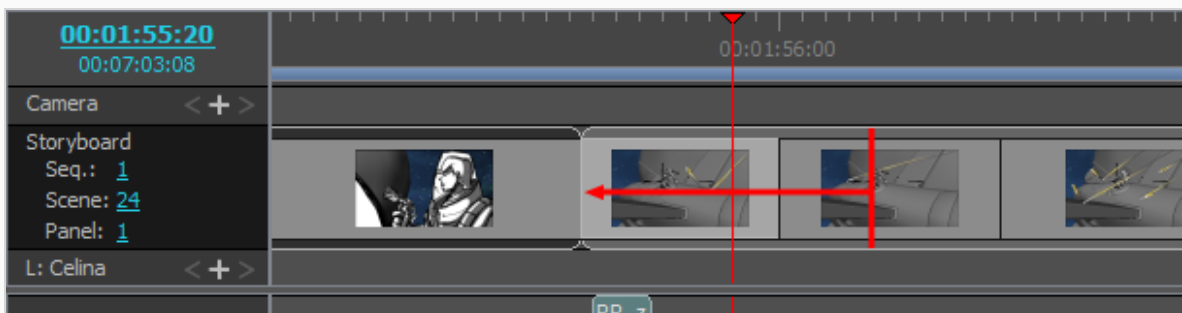 00:01:55:20
00:07:03:08
00:01:56:00
Camera < + >
Storyboard
Seq.: 1
Scene: 24
Panel: 1
L: Celina < + >